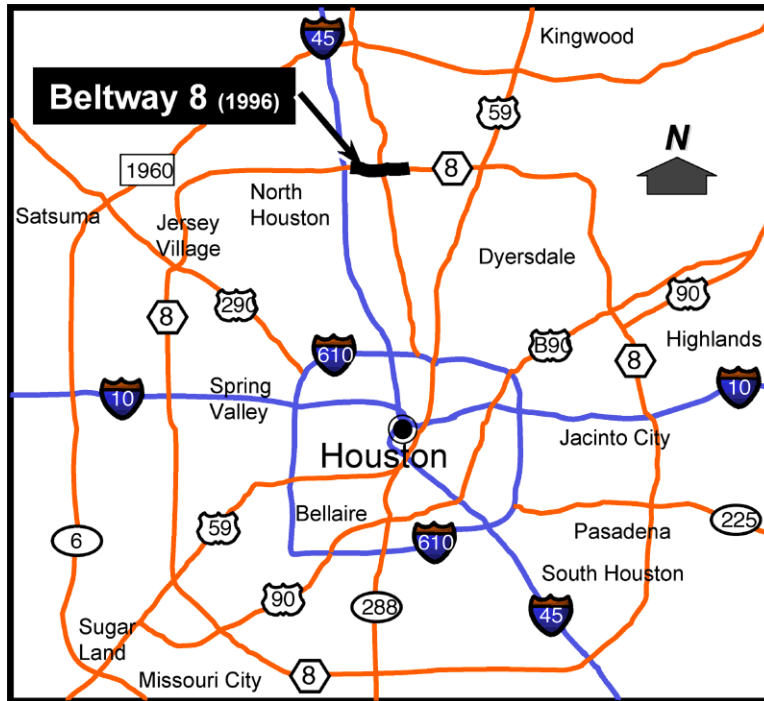 45
Kingwood
Beltway 8 (1996)
59
N
1960
8
North
Houston
Satsuma
Jersey
Village
Dyersdale
290
90
8
B90
Highlands
610
8
Spring
Valley
10
10
Jacinto City
Houston
Bellaire
59
225
6
Pasadena
610
South Houston
90
288
45
Sugar
Land
8
Missouri City